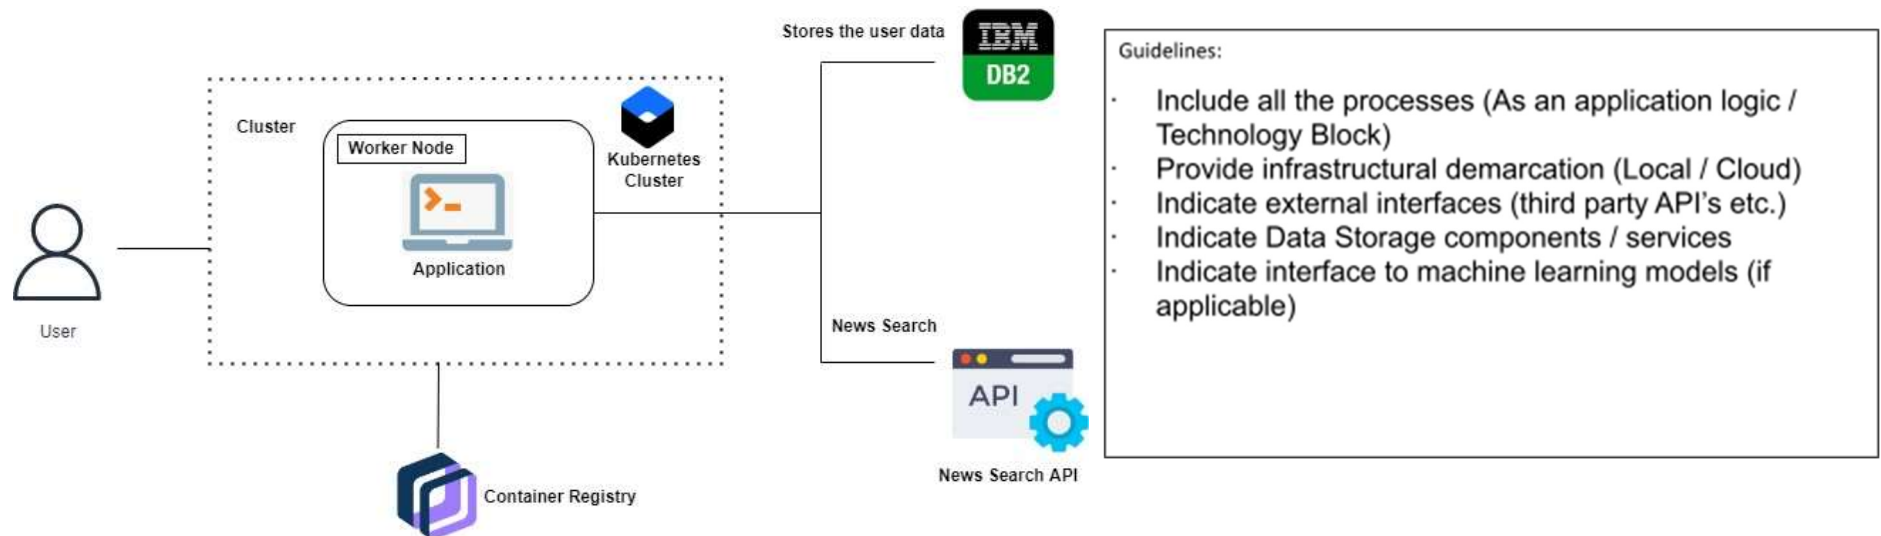 Stores the user data
IBM
DB2
Cluster
Worker Node
Kubernetes
Cluster
Application
User
News Search
API
News Search API
Container Registry
Guidelines:
· Include all the processes (As an application logic /
Technology Block)
· Provide infrastructural demarcation (Local / Cloud)
· Indicate external interfaces (third party API's etc.)
· Indicate Data Storage components / services
· Indicate interface to machine learning models (if
applicable)